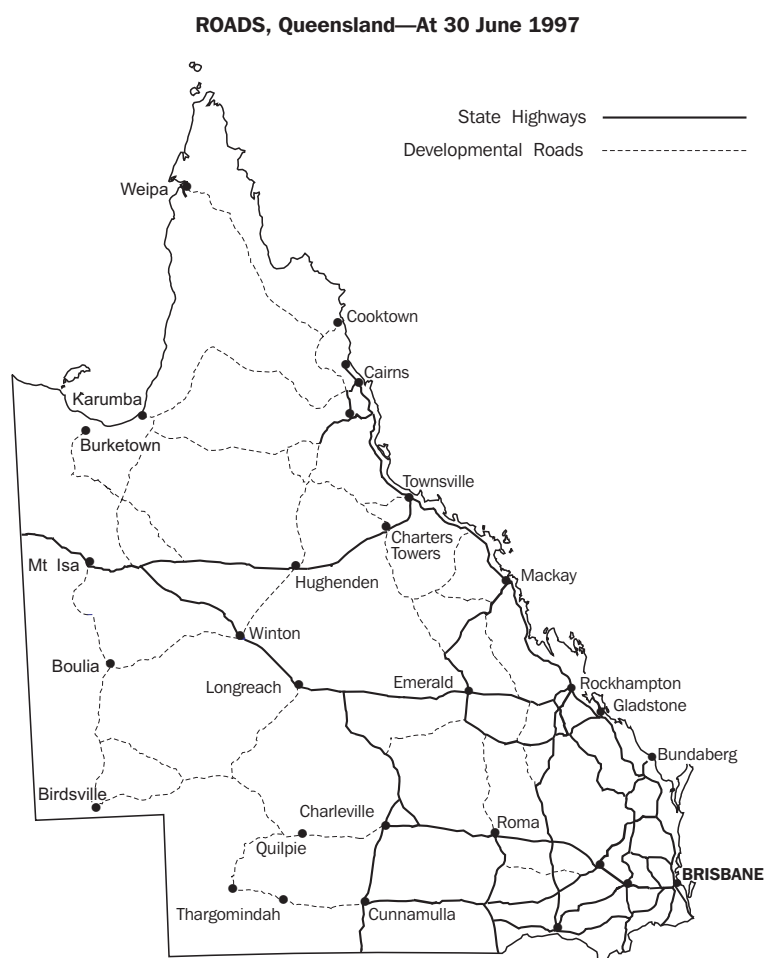 ROADS, Queensland—At 30 June 1997
State Highways
Developmental Roads
Weipa
Cooktown
Cairns
Karumba
Burketown
Townsville
Charters
Towers
Mt Isa
Hughenden
Mackay
Winton
Boulia
Longreach
Emerald
Rockhampton
Gladstone
Bundaberg
Birdsville
Charleville
Roma
Quilpie
BRISBANE
Thargomindah
Cunnamulla